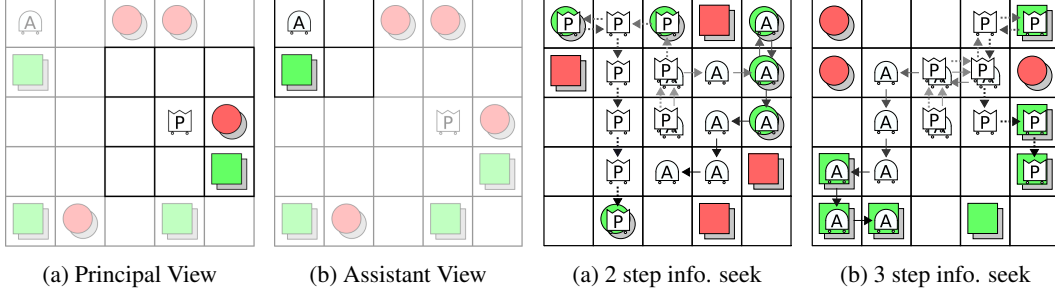 A A P P P A P P
P P A A A P P
P P P A A A P P P
P A A A A P
P A A
(a) Principal View (b) Assistant View (a) 2 step info. seek (b) 3 step info. seek